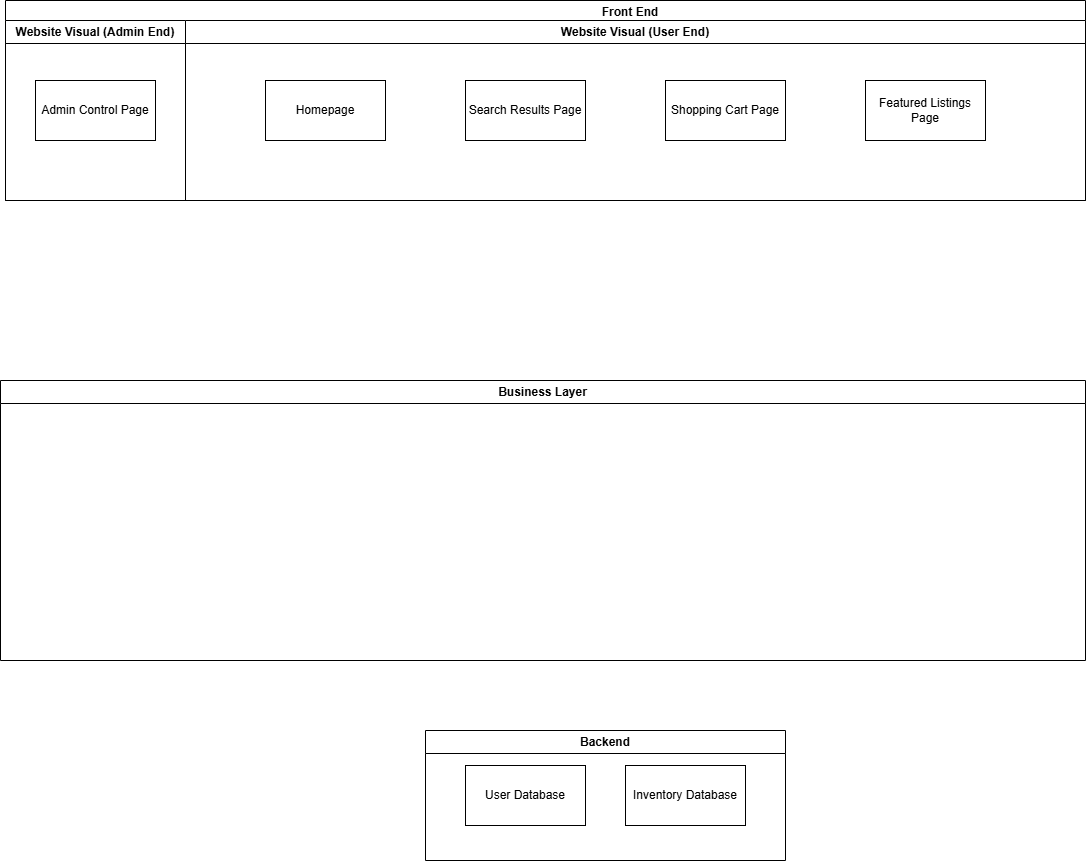 Front End
Website Visual (Admin End)
Website Visual (User End)
Admin Control Page
Homepage
Search Results Page
Shopping Cart Page
Featured Listings
Page
Business Layer
Backend
User Database
Inventory Database